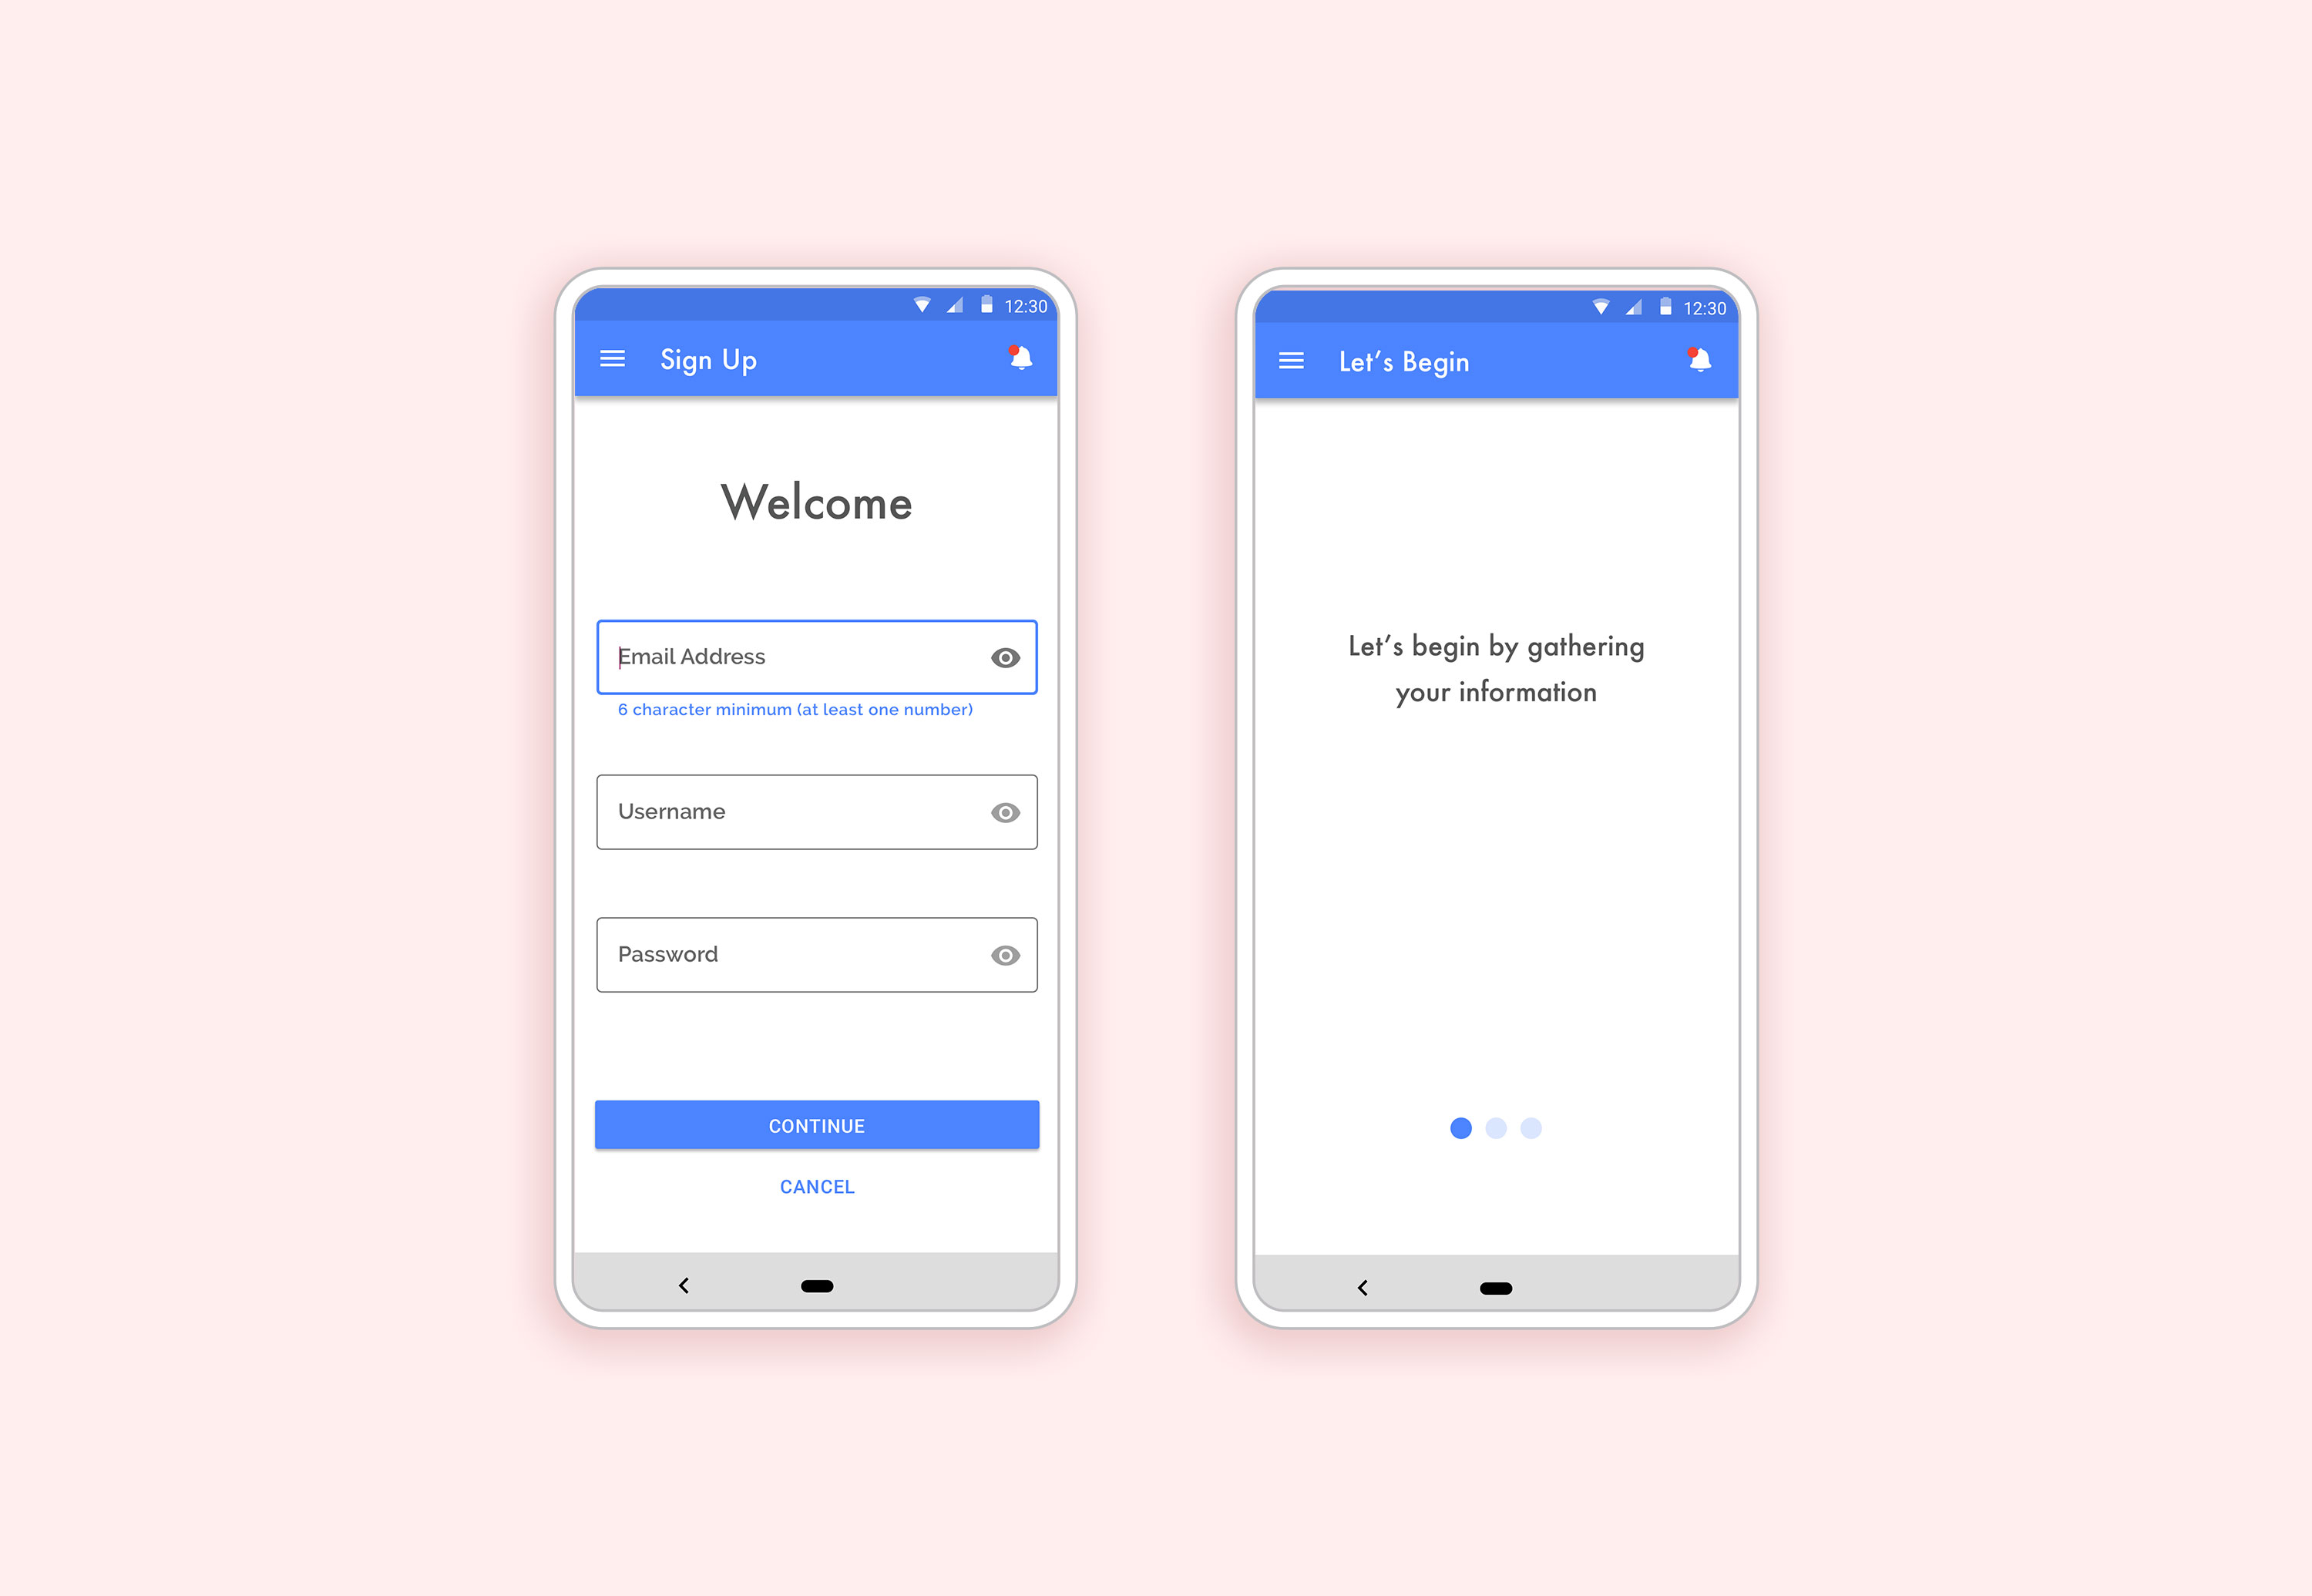 12:30
Sign Up
Welcome
Email Address
6 character minimum (at least one number)
Username
Password
CONTINUE
CANCEL
12:30
Let’s Begin
Let’s begin by gathering
your information